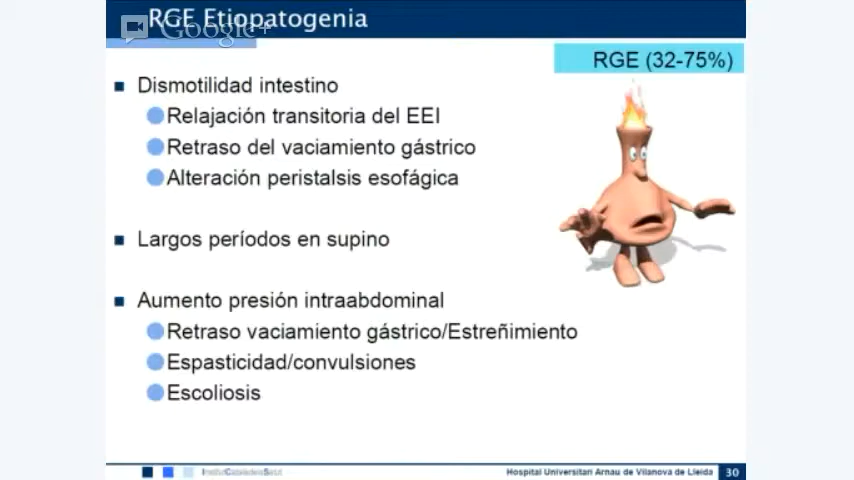 RGE Etiopatogenia
Google+
RGE (32-75%)
Dismotilidad intestino
Relajación transitoria del EEI
Retraso del vaciamiento gástrico
Alteración peristalsis esofágica
Largos períodos en supino
Aumento presión intraabdominal
Retraso vaciamiento gástrico/Estreñimiento
Espasticidad/convulsiones
Escoliosis
Hospital Universitari Arnau de Vilanova de Lleida
30